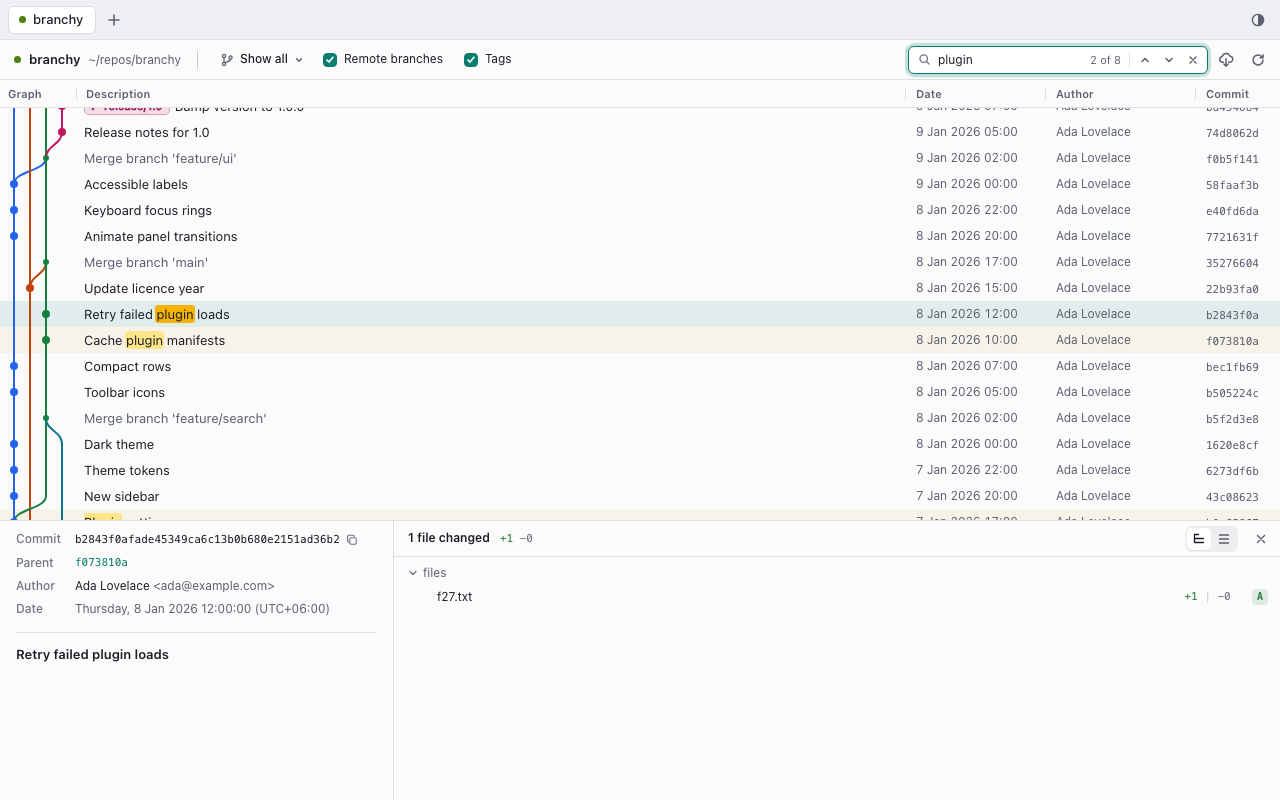 branchy
branchy ~/repos/branchy Show all Remote branches Tags plugin 2 of 8
Graph Description Date Author Commit
Release notes for 1.0 9 Jan 2026 05:00 Ada Lovelace 74d8062d
Merge branch 'feature/ui' 9 Jan 2026 02:00 Ada Lovelace f0b5f141
Accessible labels 9 Jan 2026 00:00 Ada Lovelace 58faaf3b
Keyboard focus rings 8 Jan 2026 22:00 Ada Lovelace e40fd6da
Animate panel transitions 8 Jan 2026 20:00 Ada Lovelace 7721631f
Merge branch 'main' 8 Jan 2026 17:00 Ada Lovelace 35276604
Update licence year 8 Jan 2026 15:00 Ada Lovelace 22b93fa0
Retry failed plugin loads 8 Jan 2026 12:00 Ada Lovelace b2843f0a
Cache plugin manifests 8 Jan 2026 10:00 Ada Lovelace f073810a
Compact rows 8 Jan 2026 07:00 Ada Lovelace bec1fb69
Toolbar icons 8 Jan 2026 05:00 Ada Lovelace b505224c
Merge branch 'feature/search' 8 Jan 2026 02:00 Ada Lovelace b5f2d3e8
Dark theme 8 Jan 2026 00:00 Ada Lovelace 1620e8cf
Theme tokens 7 Jan 2026 22:00 Ada Lovelace 6273df6b
New sidebar 7 Jan 2026 20:00 Ada Lovelace 43c08623
Commit b2843f0afade45349ca6c13b0b680e2151ad36b2
Parent f073810a
Author Ada Lovelace <ada@example.com>
Date Thursday, 8 Jan 2026 12:00:00 (UTC+06:00)
Retry failed plugin loads
1 file changed +1 −0
files
f27.txt +1 | −0 A